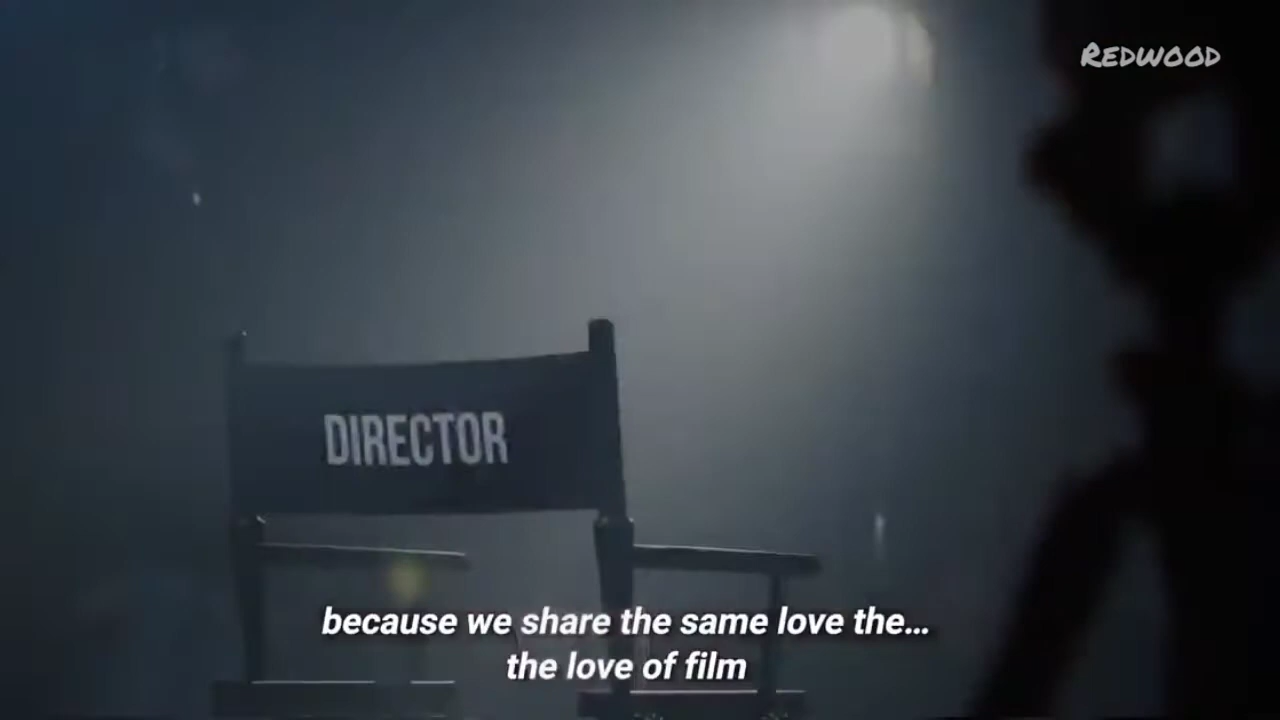 Redwood
DIRECTOR
because we share the same love the...
the love of film